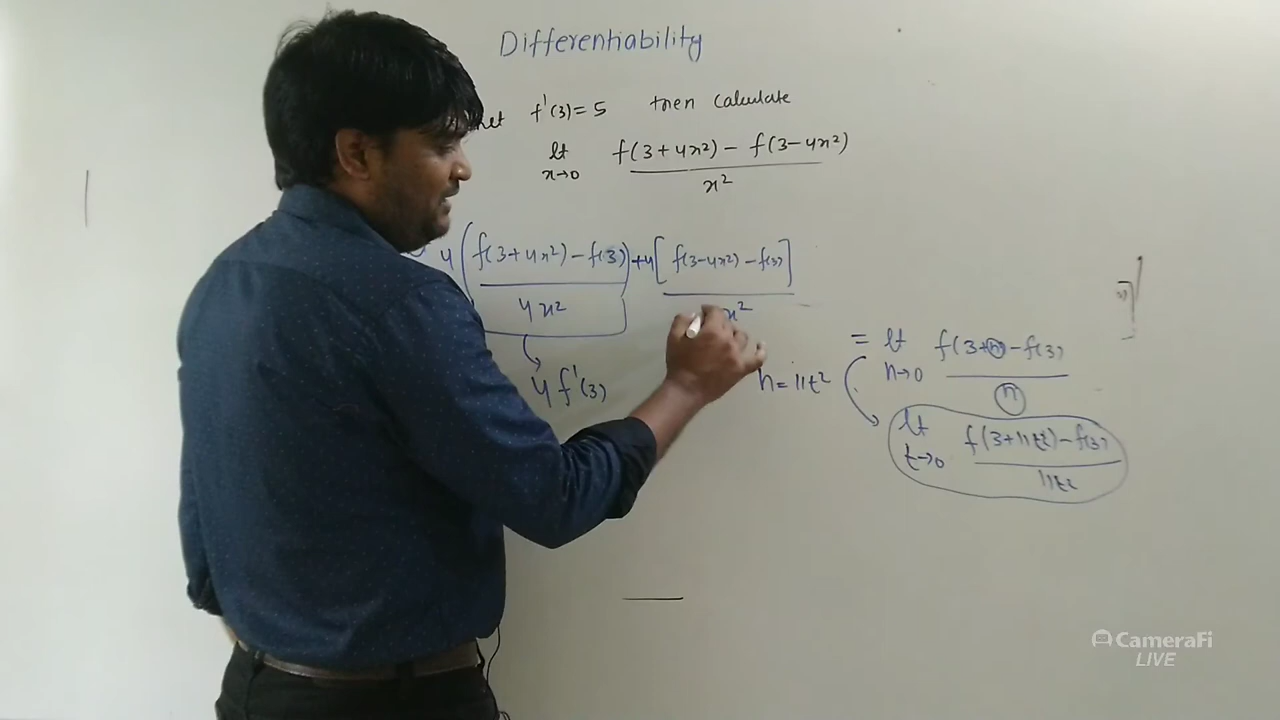 Differentiability
Let f'(3) = 5 then calculate
lt f(3+4x²) - f(3-4x²)
x→0 x²
4 ( f(3+4x²) - f(3) ) + 4 [ f(3-4x²) - f(3) ]
4x² x²
4 f'(3)
h = 11t²
= lt f(3+h) - f(3)
h→0 h
lt f(3+11t²) - f(3)
t→0 11t²
CameraFi
LIVE